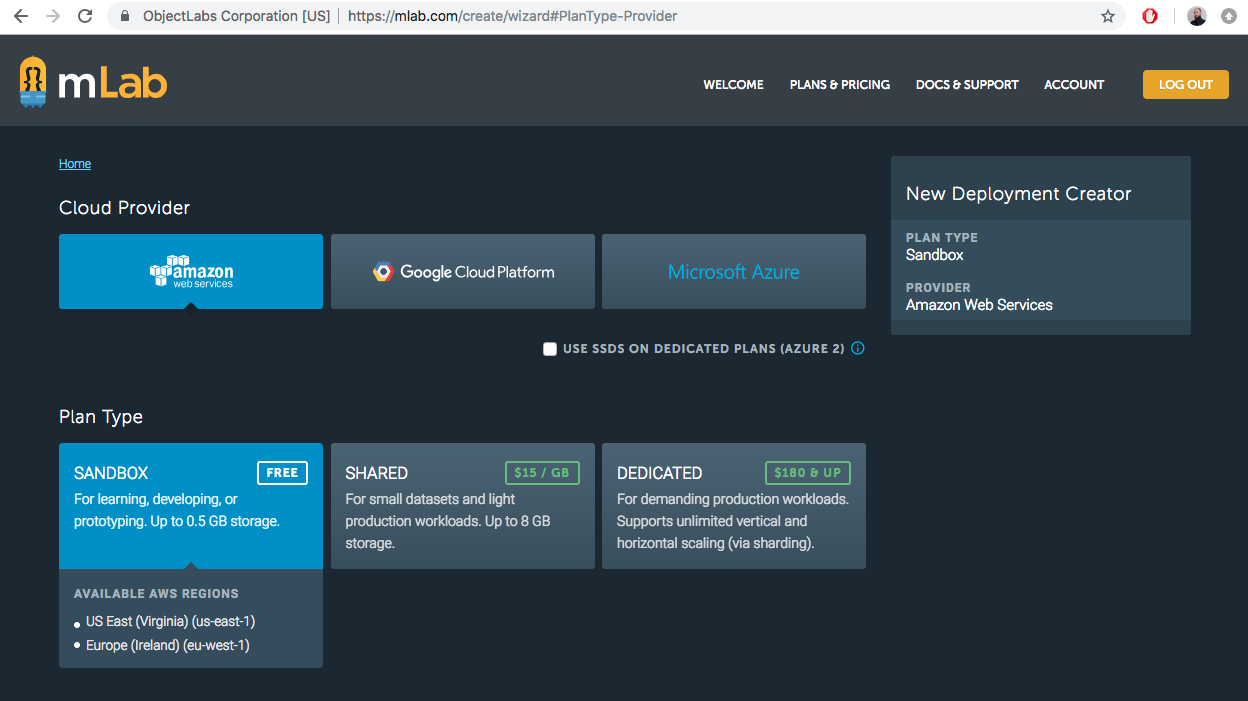 ObjectLabs Corporation [US] | https://mlab.com/create/wizard#PlanType-Provider
mLab
WELCOME
PLANS & PRICING
DOCS & SUPPORT
ACCOUNT
LOG OUT
Home
Cloud Provider
amazon
web services
Google Cloud Platform
Microsoft Azure
USE SSDS ON DEDICATED PLANS (AZURE 2)
Plan Type
SANDBOX
FREE
For learning, developing, or
prototyping. Up to 0.5 GB storage.
AVAILABLE AWS REGIONS
US East (Virginia) (us-east-1)
Europe (Ireland) (eu-west-1)
SHARED
$15 / GB
For small datasets and light
production workloads. Up to 8 GB
storage.
DEDICATED
$180 & UP
For demanding production workloads.
Supports unlimited vertical and
horizontal scaling (via sharding).
New Deployment Creator
PLAN TYPE
Sandbox
PROVIDER
Amazon Web Services